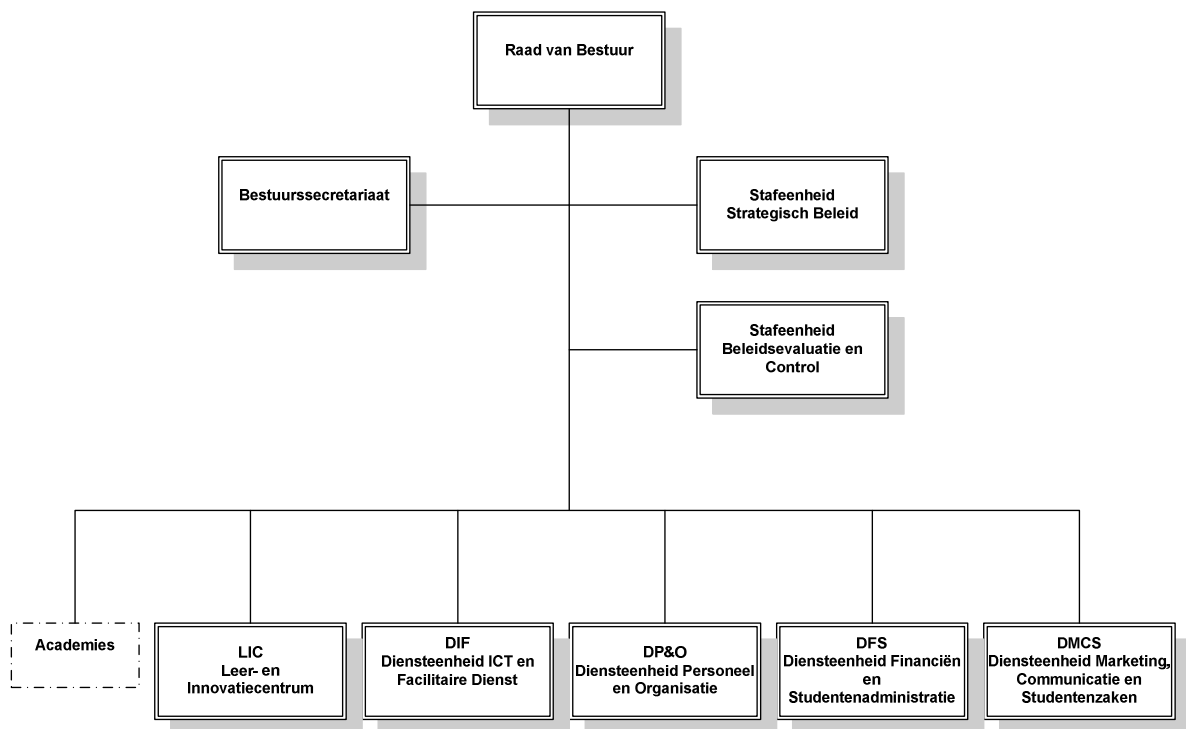 Raad van Bestuur
Bestuurssecretariaat
Stafeenheid
Strategisch Beleid
Stafeenheid
Beleidsevaluatie en
Control
Academies
LIC
Leer- en
Innovatiecentrum
DIF
Diensteenheid ICT en
Facilitaire Dienst
DP&O
Diensteenheid Personeel
en Organisatie
DFS
Diensteenheid Financiën
en
Studentenadministratie
DMCS
Diensteenheid Marketing,
Communicatie en
Studentenzaken